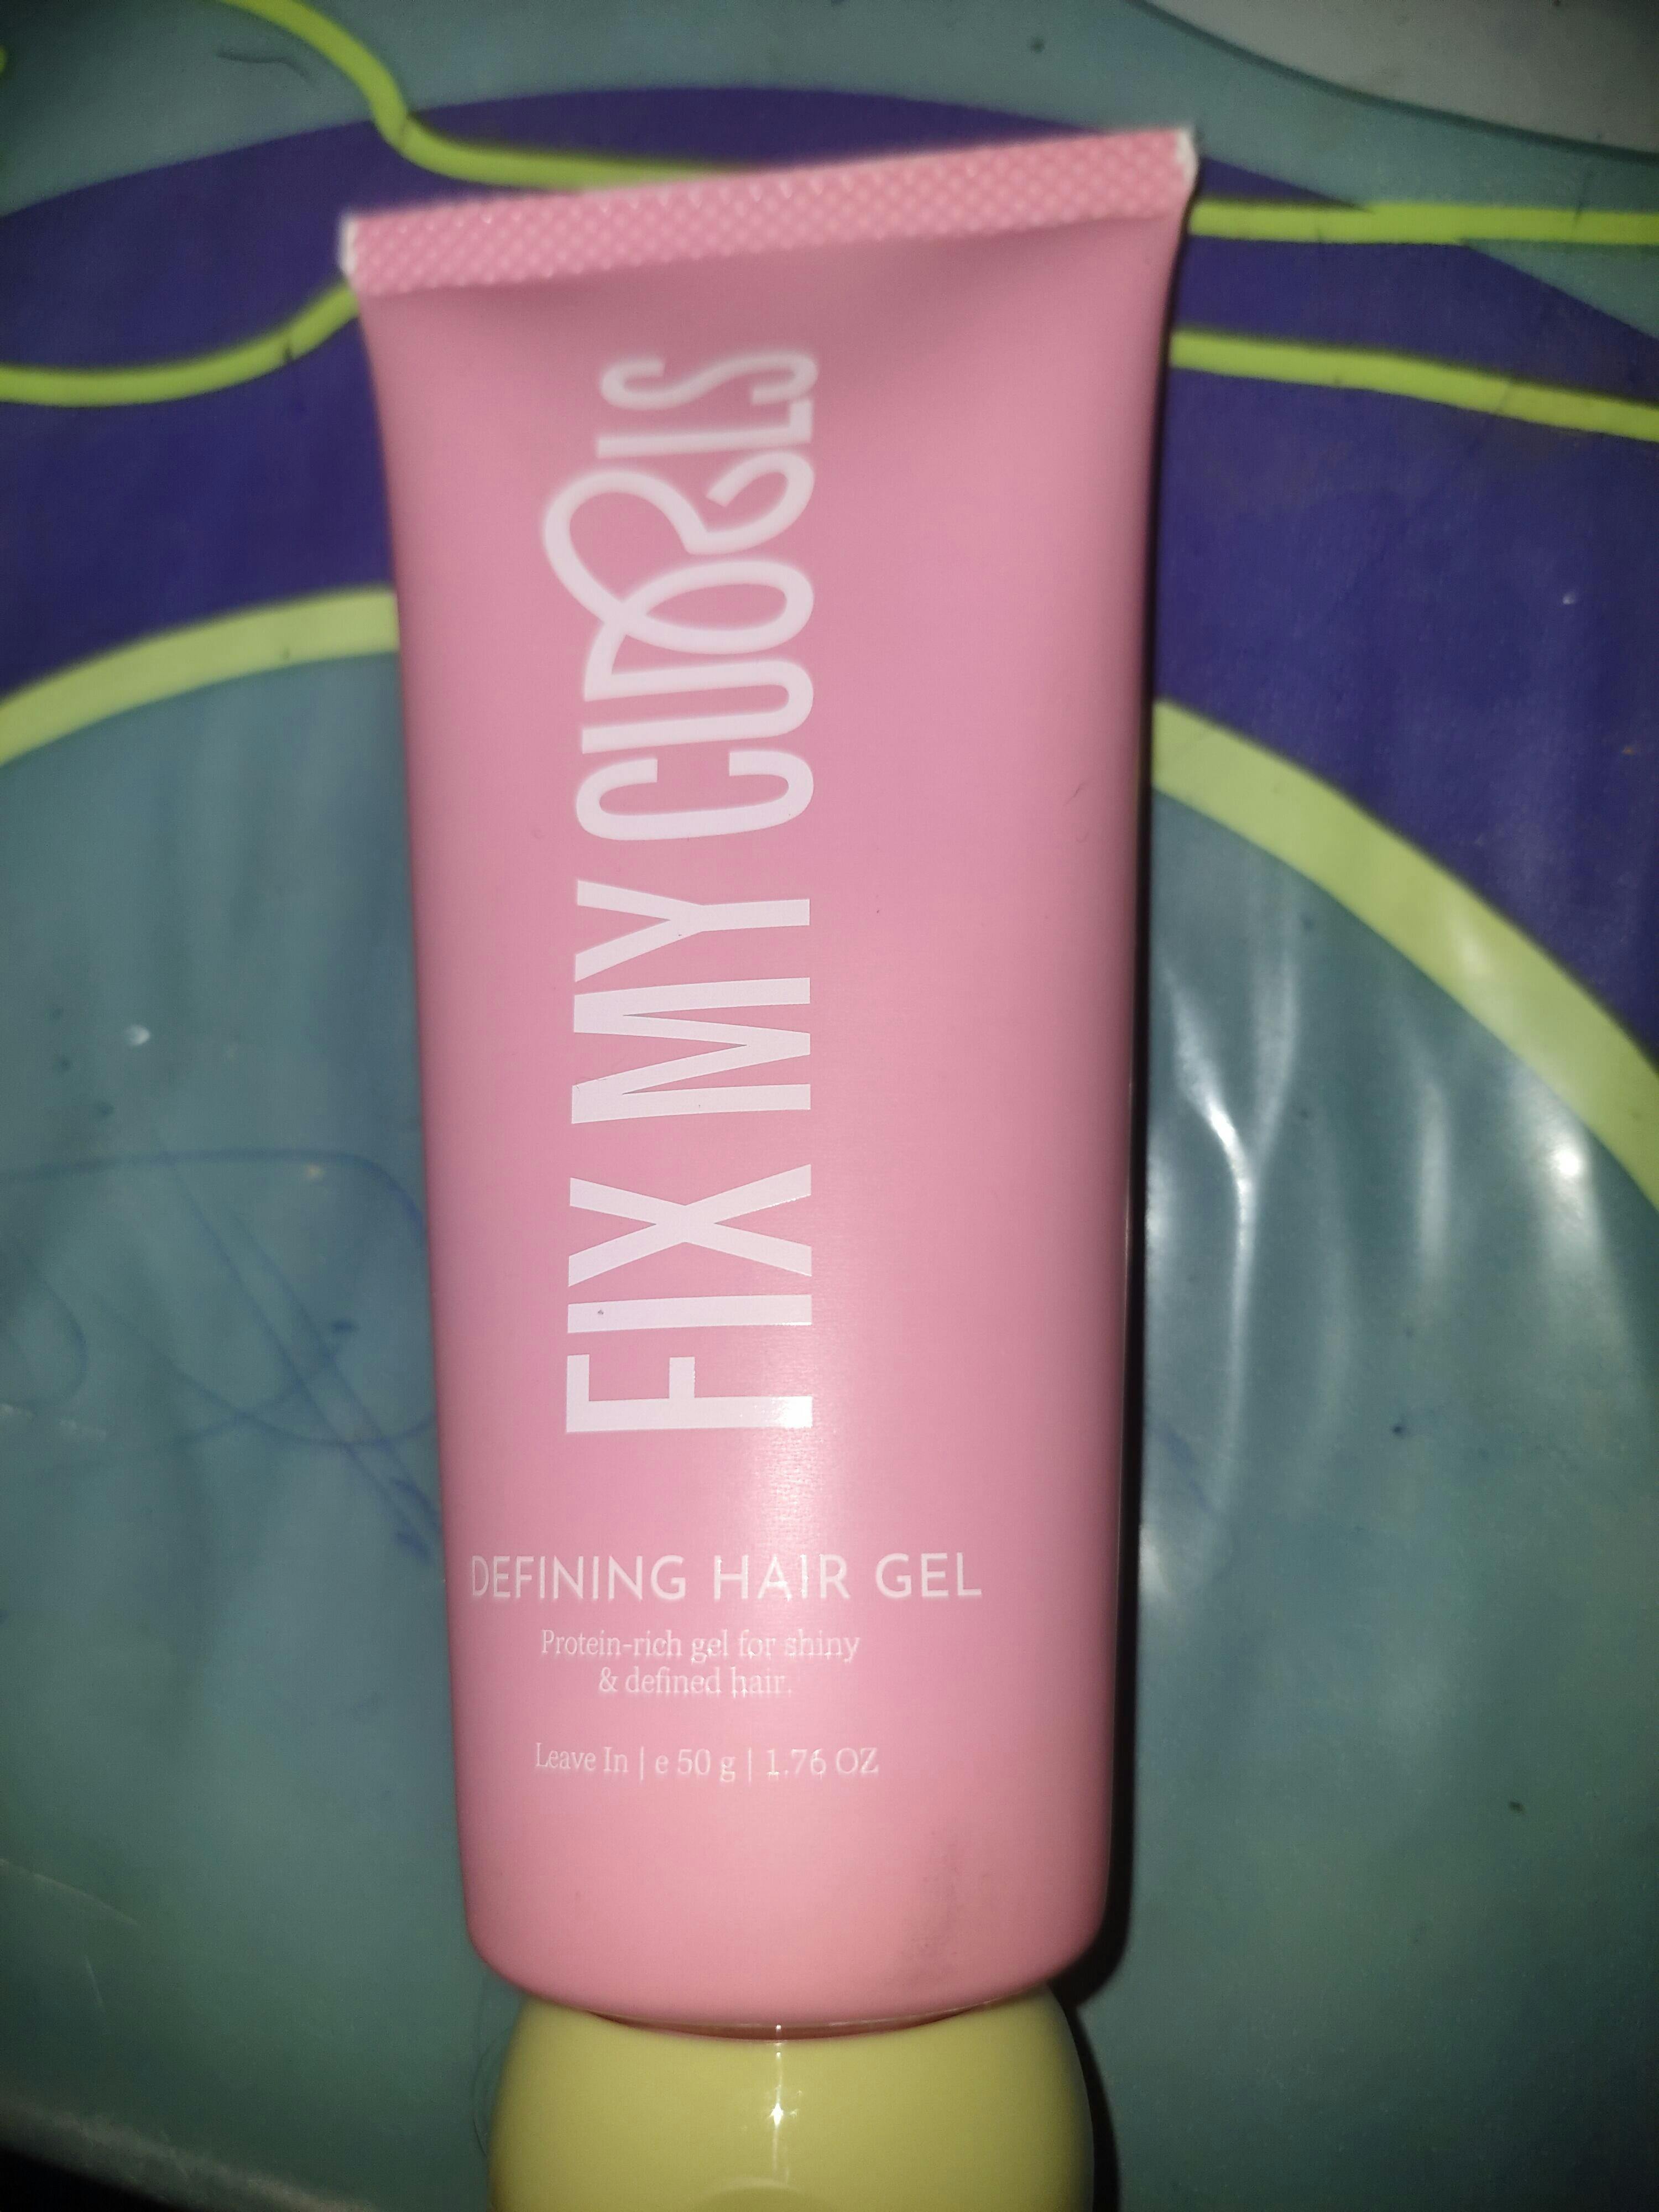 FIX MY CURLS
DEFINING HAIR GEL
Protein-rich gel for shiny
& defined hair.
Leave In | e 50 g | 1.76 OZ